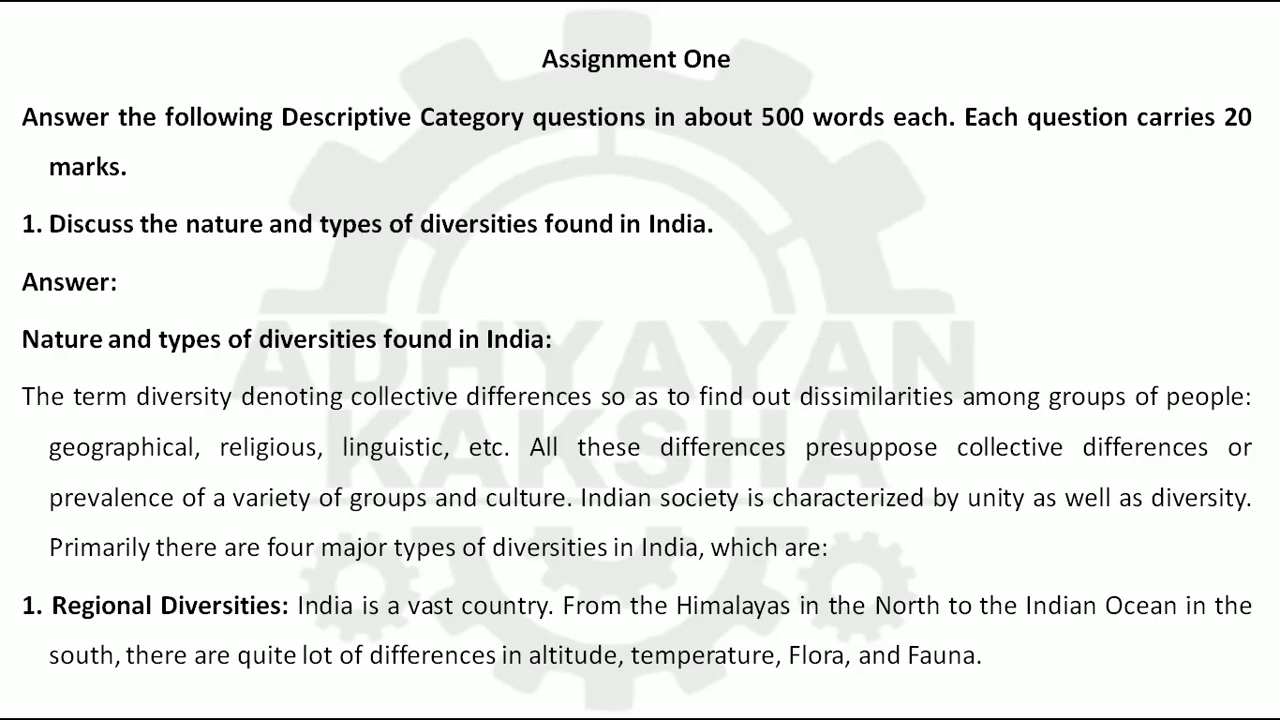 Assignment One
Answer the following Descriptive Category questions in about 500 words each. Each question carries 20
marks.
1. Discuss the nature and types of diversities found in India.
Answer:
Nature and types of diversities found in India:
The term diversity denoting collective differences so as to find out dissimilarities among groups of people:
geographical, religious, linguistic, etc. All these differences presuppose collective differences or
prevalence of a variety of groups and culture. Indian society is characterized by unity as well as diversity.
Primarily there are four major types of diversities in India, which are:
1. Regional Diversities: India is a vast country. From the Himalayas in the North to the Indian Ocean in the
south, there are quite lot of differences in altitude, temperature, Flora, and Fauna.
ADHYAYAN
KAKSHA